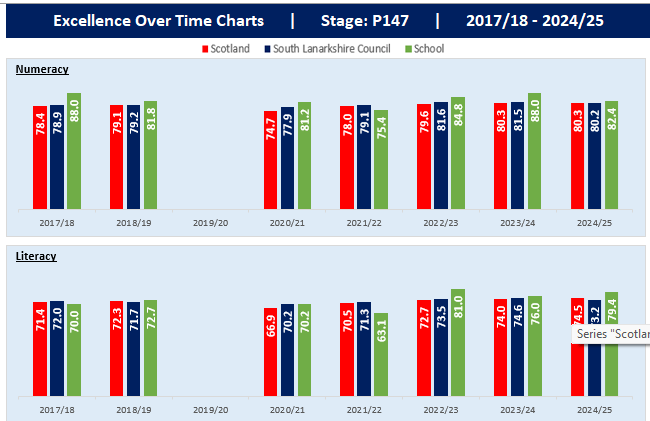 Excellence Over Time Charts | Stage: P147 | 2017/18 - 2024/25
Scotland South Lanarkshire Council School
Numeracy
78.4 78.9 88.0 79.1 79.2 81.8 74.7 77.9 81.2 78.0 79.1 75.4 79.6 81.6 84.8 80.3 81.5 88.0 80.3 80.2 82.4
2017/18 2018/19 2019/20 2020/21 2021/22 2022/23 2023/24 2024/25
Literacy
71.4 72.0 70.0 72.3 71.7 72.7 66.9 70.2 70.2 70.5 71.3 63.1 72.7 73.5 81.0 74.0 74.6 76.0 74.5 3.2 79.4
Series "Scotlan
2017/18 2018/19 2019/20 2020/21 2021/22 2022/23 2023/24 2024/25